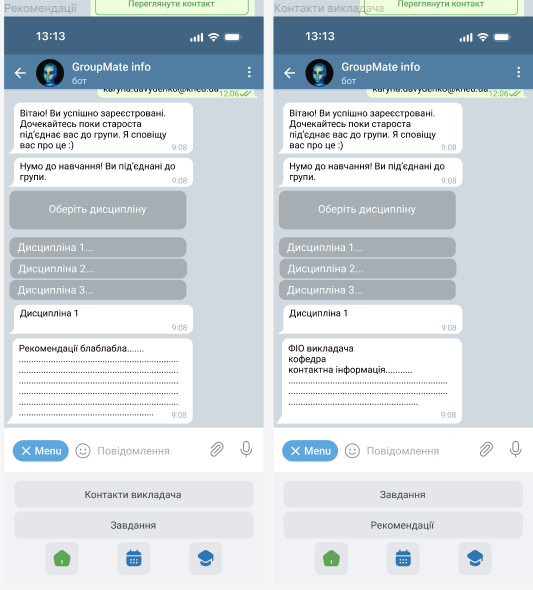 Рекомендації
Переглянути контакт
13:13
GroupMate info
бот
karyna.davydenko@kneu.ua
12:06
Вітаю! Ви успішно зареєстровані.
Дочекайтесь поки староста
під'єднає вас до групи. Я сповіщу
вас про це :)
9:08
Нумо до навчання! Ви під'єднані до
групи.
9:08
Оберіть дисципліну
Дисципліна 1...
Дисципліна 2...
Дисципліна 3...
Дисципліна 1
9:08
Рекомендації блаблабла.......
9:08
Menu
Повідомлення
Контакти викладача
Завдання
Контакти викладача
Переглянути контакт
13:13
GroupMate info
бот
karyna.davydenko@kneu.ua
12:06
Вітаю! Ви успішно зареєстровані.
Дочекайтесь поки староста
під'єднає вас до групи. Я сповіщу
вас про це :)
9:08
Нумо до навчання! Ви під'єднані до
групи.
9:08
Оберіть дисципліну
Дисципліна 1...
Дисципліна 2...
Дисципліна 3...
Дисципліна 1
9:08
ФІО викладача
кофедра
контактна інформація...........
9:08
Menu
Повідомлення
Завдання
Рекомендації